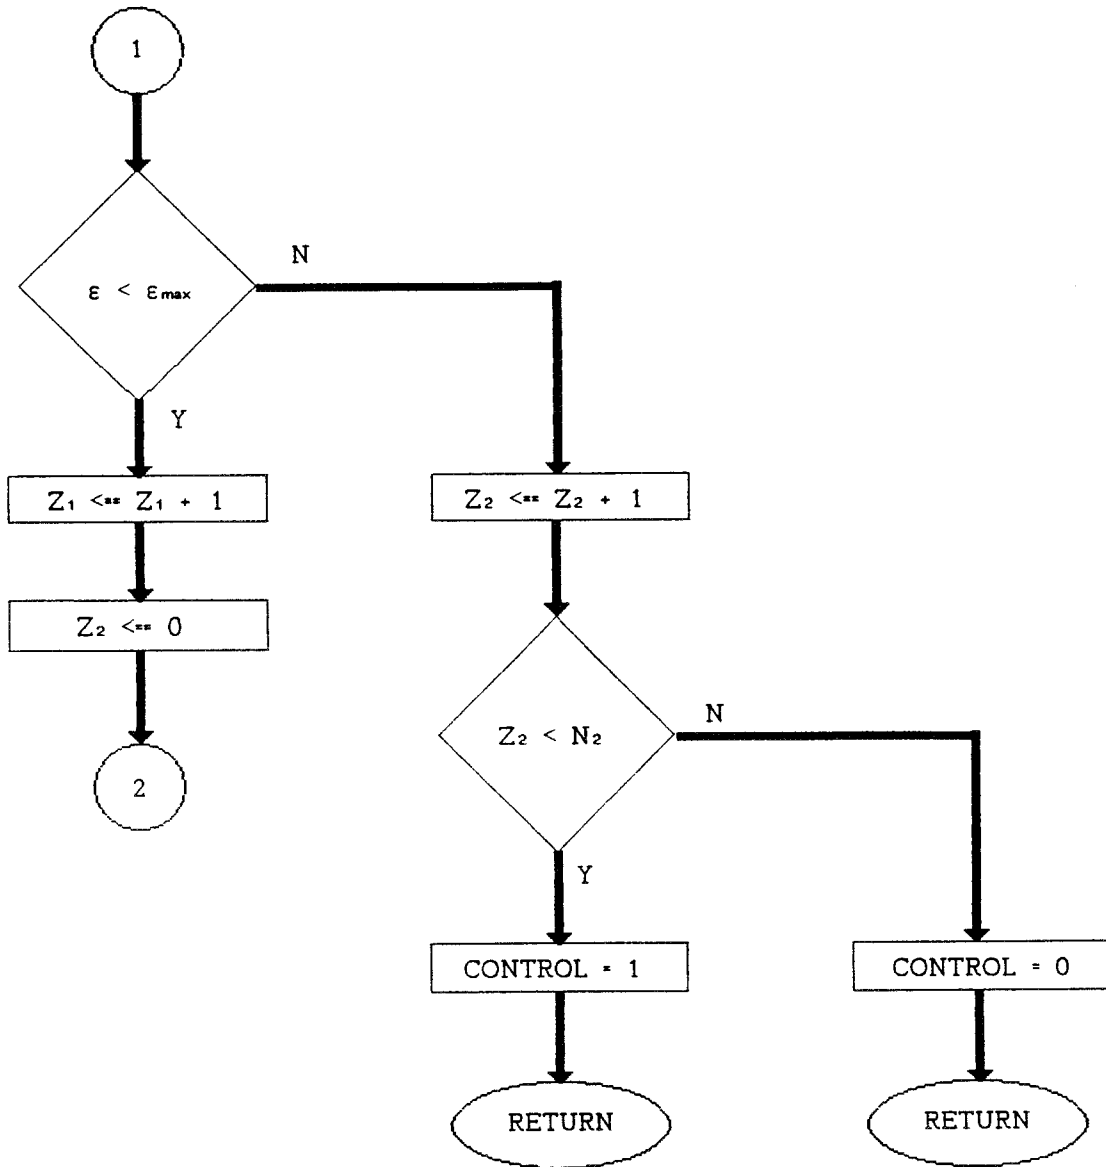 1
N
ε < εmax
Y
Z₁ <== Z₁ + 1
Z₂ <== Z₂ + 1
Z₂ <== 0
N
Z₂ < N₂
2
Y
CONTROL = 1
CONTROL = 0
RETURN
RETURN